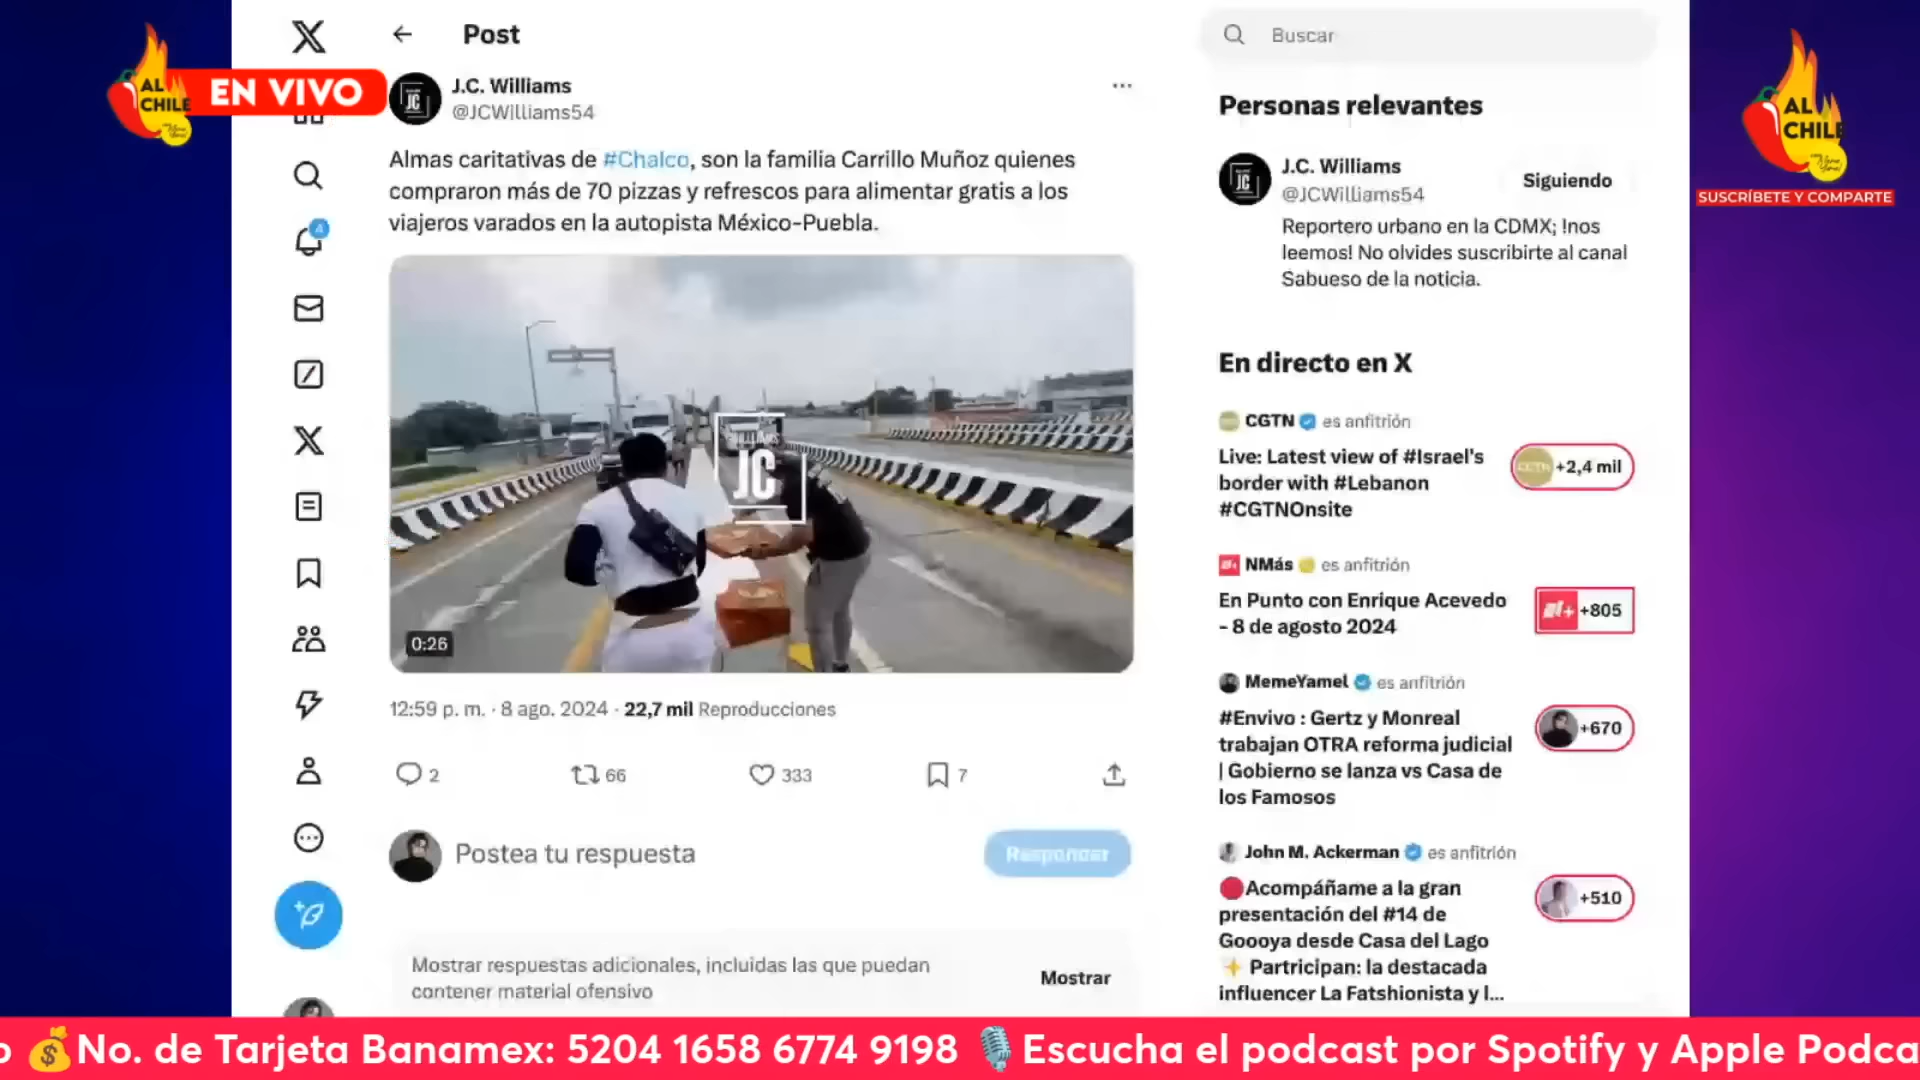 Post
Buscar
AL
CHILE
EN VIVO
J.C. Williams
@JCWilliams54
Almas caritativas de #Chalco, son la familia Carrillo Muñoz quienes
compraron más de 70 pizzas y refrescos para alimentar gratis a los
viajeros varados en la autopista México-Puebla.
WILLIAMS
JC
0:26
12:59 p. m. · 8 ago. 2024 · 22,7 mil Reproducciones
2
66
333
7
Postea tu respuesta
Responder
Mostrar respuestas adicionales, incluidas las que puedan
contener material ofensivo
Mostrar
4
Personas relevantes
J.C. Williams
@JCWilliams54
Siguiendo
Reportero urbano en la CDMX; !nos
leemos! No olvides suscribirte al canal
Sabueso de la noticia.
En directo en X
CGTN es anfitrión
Live: Latest view of #Israel's
border with #Lebanon
#CGTNOnsite
+2,4 mil
NMás es anfitrión
En Punto con Enrique Acevedo
- 8 de agosto 2024
+805
MemeYamel es anfitrión
#Envivo : Gertz y Monreal
trabajan OTRA reforma judicial
| Gobierno se lanza vs Casa de
los Famosos
+670
John M. Ackerman es anfitrión
🔴Acompáñame a la gran
presentación del #14 de
Goooya desde Casa del Lago
✨ Partricipan: la destacada
influencer La Fatshionista y l...
+510
AL
CHILE
SUSCRÍBETE Y COMPARTE
o 💰No. de Tarjeta Banamex: 5204 1658 6774 9198 🎙️Escucha el podcast por Spotify y Apple Podca